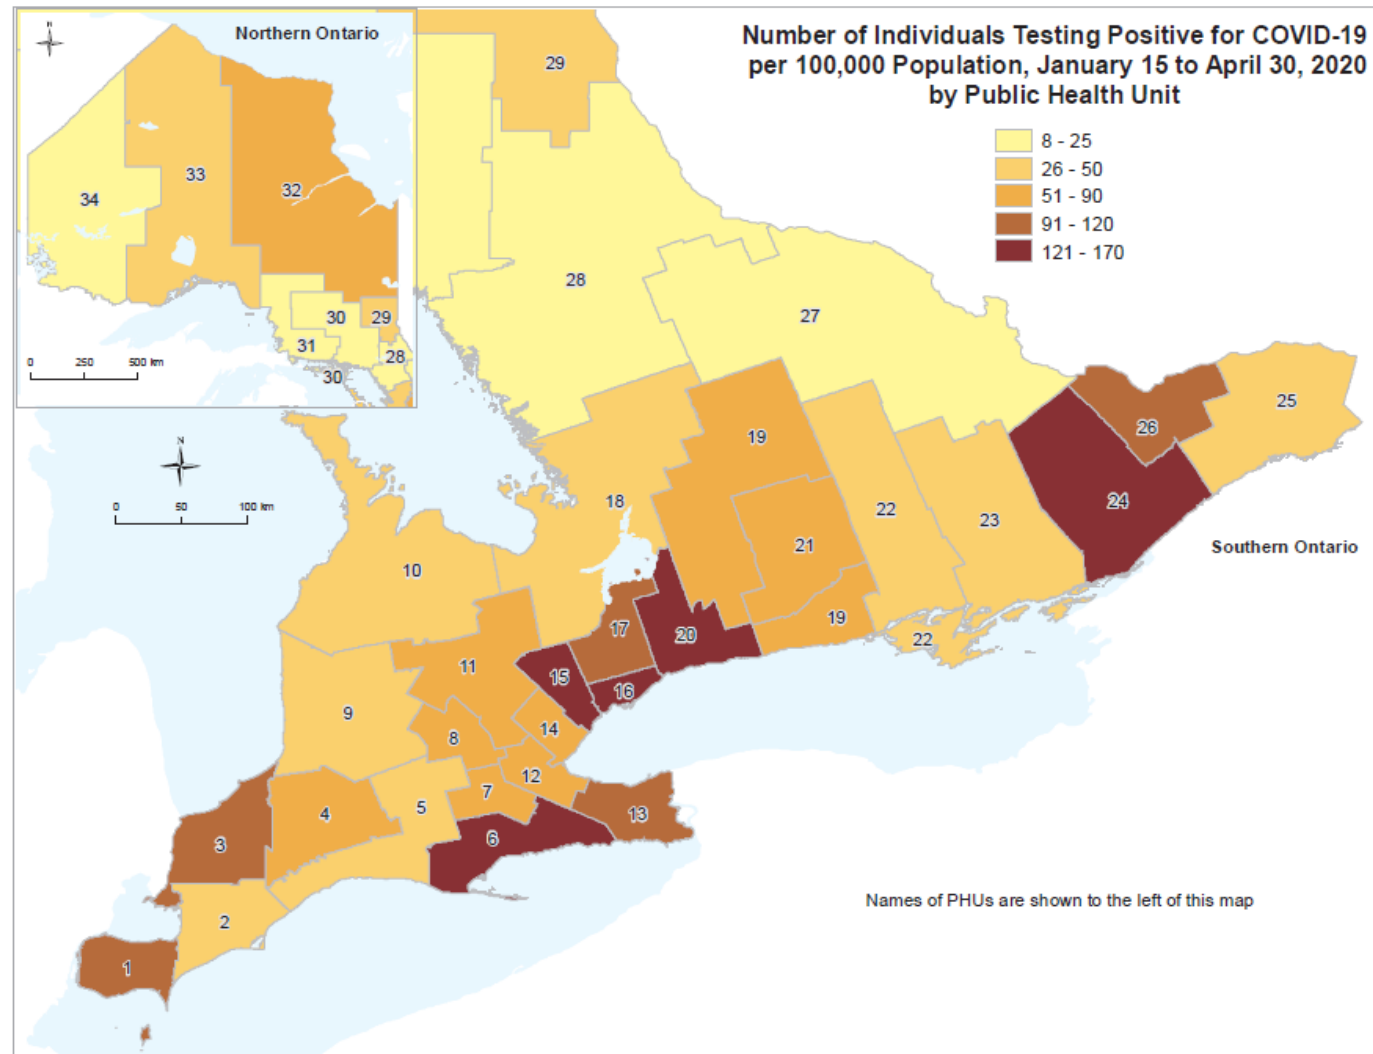 Northern Ontario
Number of Individuals Testing Positive for COVID-19
per 100,000 Population, January 15 to April 30, 2020
by Public Health Unit
8 - 25
26 - 50
51 - 90
91 - 120
121 - 170
29
34
33
32
30
29
31
28
30
0 250 500 km
28
27
N
0 50 100 km
26
25
24
Southern Ontario
19
18
22
23
21
10
17
20
19
22
11
15
16
9
14
8
12
7
5
4
13
6
3
2
1
Names of PHUs are shown to the left of this map